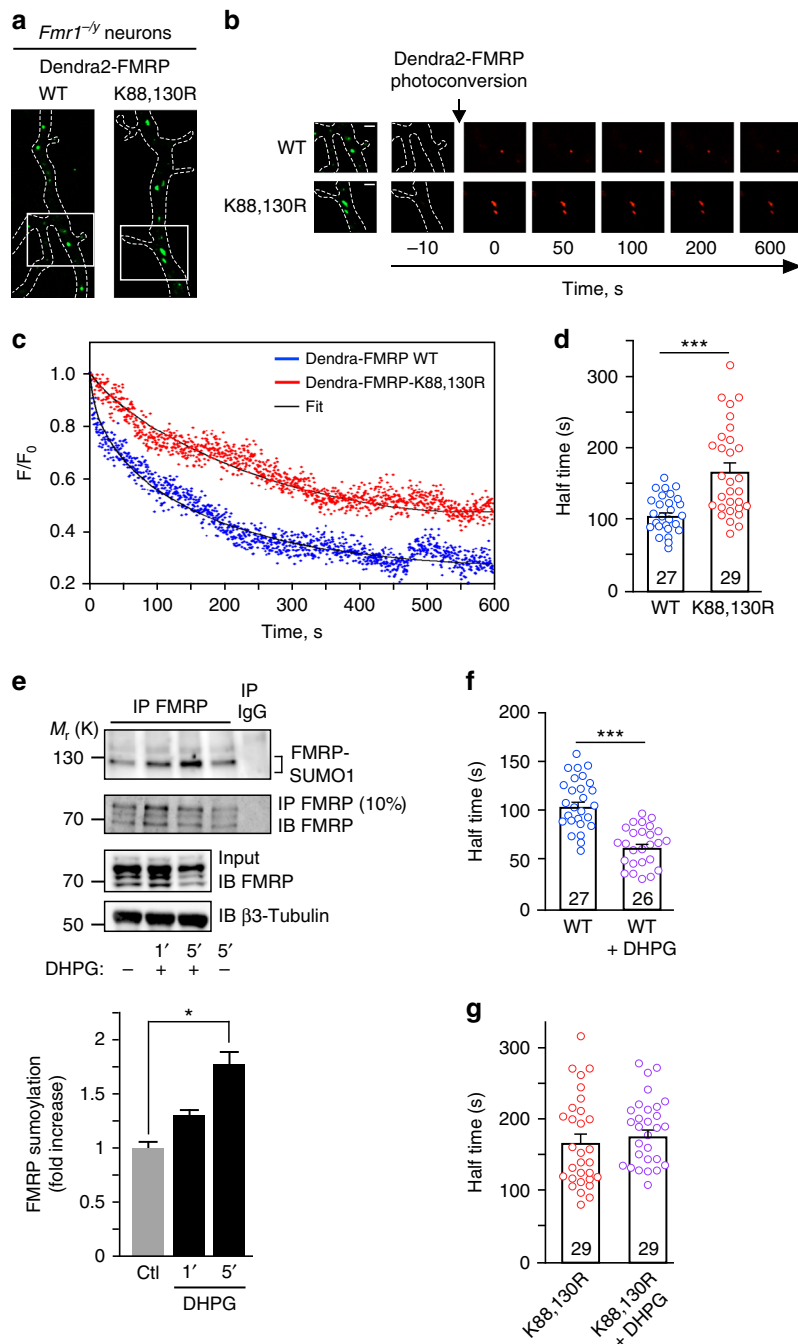 a
Fmr1–/y neurons
Dendra2-FMRP
WT K88,130R
b
Dendra2-FMRP
photoconversion
WT
K88,130R
–10 0 50 100 200 600
Time, s
c
Dendra-FMRP WT
Dendra-FMRP-K88,130R
Fit
1.0
0.8
0.6
0.4
0.2
F/F0
0 100 200 300 400 500 600
Time, s
d
***
300
200
100
0
Half time (s)
27 29
WT K88,130R
e
IP FMRP
IP
IgG
Mr (K)
130
FMRP-
SUMO1
70
IP FMRP (10%)
IB FMRP
70
Input
IB FMRP
50
IB β3-Tubulin
1′ 5′ 5′
DHPG: – + + –
*
2
1.5
1
0.5
0
FMRP sumoylation
(fold increase)
Ctl 1′ 5′
DHPG
f
***
200
150
100
50
0
Half time (s)
27 26
WT WT
+ DHPG
g
300
200
100
0
Half time (s)
29 29
K88,130R
K88,130R
+ DHPG